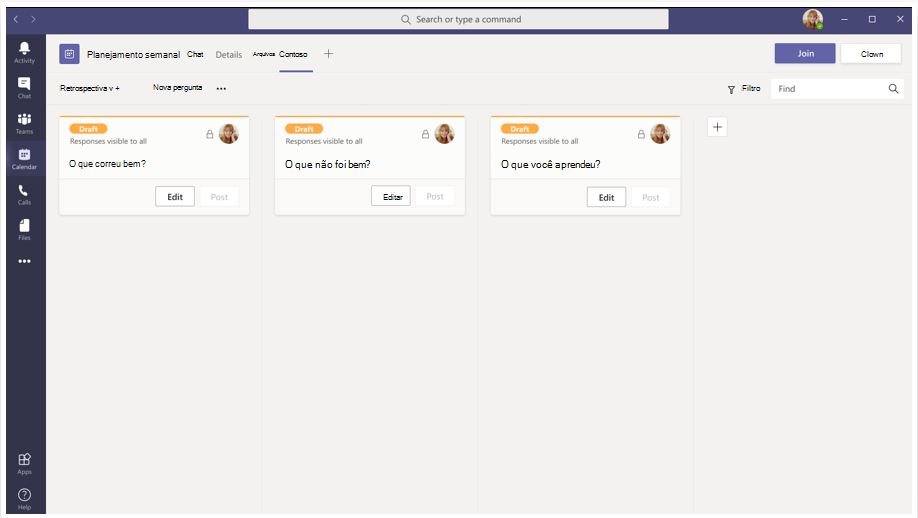 Search or type a command
Planejamento semanal Chat Details Arquivos Contoso
Join Clown
Retrospectiva v + Nova pergunta ... Filtro Find
Activity
Chat
Teams
Calendar
Calls
Files
Apps
Help
Draft
Responses visible to all
O que correu bem?
Edit Post
Draft
Responses visible to all
O que não foi bem?
Editar Post
Draft
Responses visible to all
O que você aprendeu?
Edit Post